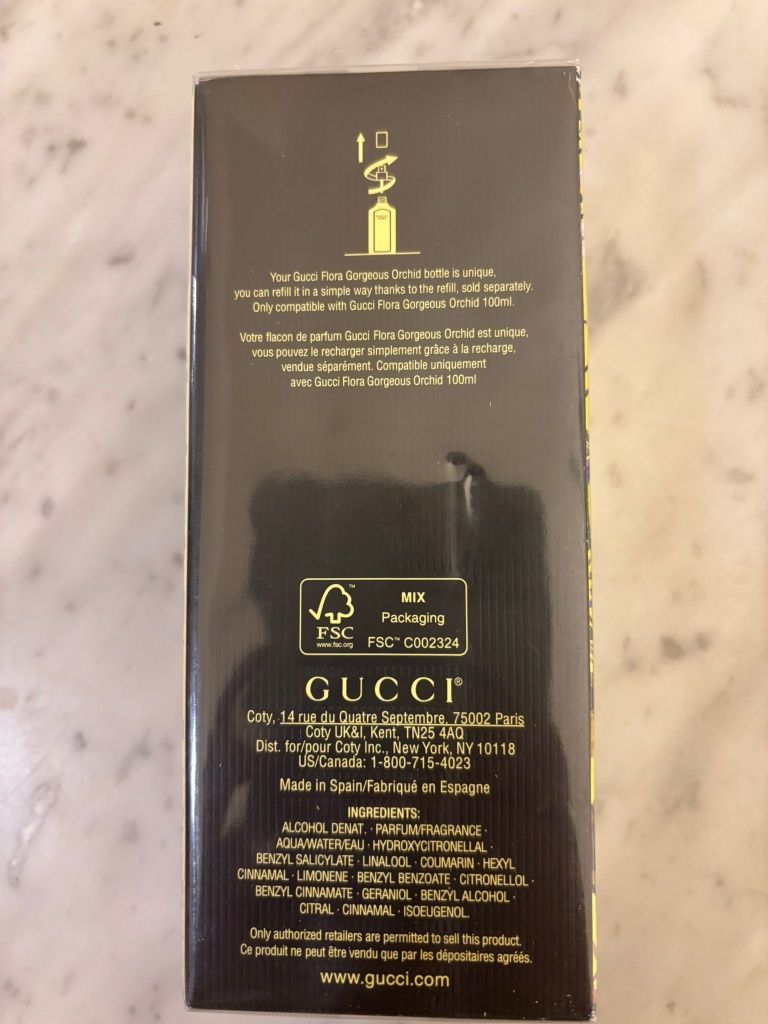 Your Gucci Flora Gorgeous Orchid bottle is unique,
you can refill it in a simple way thanks to the refill, sold separately.
Only compatible with Gucci Flora Gorgeous Orchid 100ml.
Votre flacon de parfum Gucci Flora Gorgeous Orchid est unique,
vous pouvez le recharger simplement grâce à la recharge,
vendue séparément. Compatible uniquement
avec Gucci Flora Gorgeous Orchid 100ml
FSC™
www.fsc.org
MIX
Packaging
FSC™ C002324
GUCCI®
Coty, 14 rue du Quatre Septembre, 75002 Paris
Coty UK&I, Kent, TN25 4AQ
Dist. for/pour Coty Inc., New York, NY 10118
US/Canada: 1-800-715-4023
Made in Spain/Fabriqué en Espagne
INGREDIENTS:
ALCOHOL DENAT. · PARFUM/FRAGRANCE ·
AQUA/WATER/EAU · HYDROXYCITRONELLAL ·
BENZYL SALICYLATE · LINALOOL · COUMARIN · HEXYL
CINNAMAL · LIMONENE · BENZYL BENZOATE · CITRONELLOL ·
BENZYL CINNAMATE · GERANIOL · BENZYL ALCOHOL ·
CITRAL · CINNAMAL · ISOEUGENOL.
Only authorized retailers are permitted to sell this product.
Ce produit ne peut être vendu que par les dépositaires agréés.
www.gucci.com